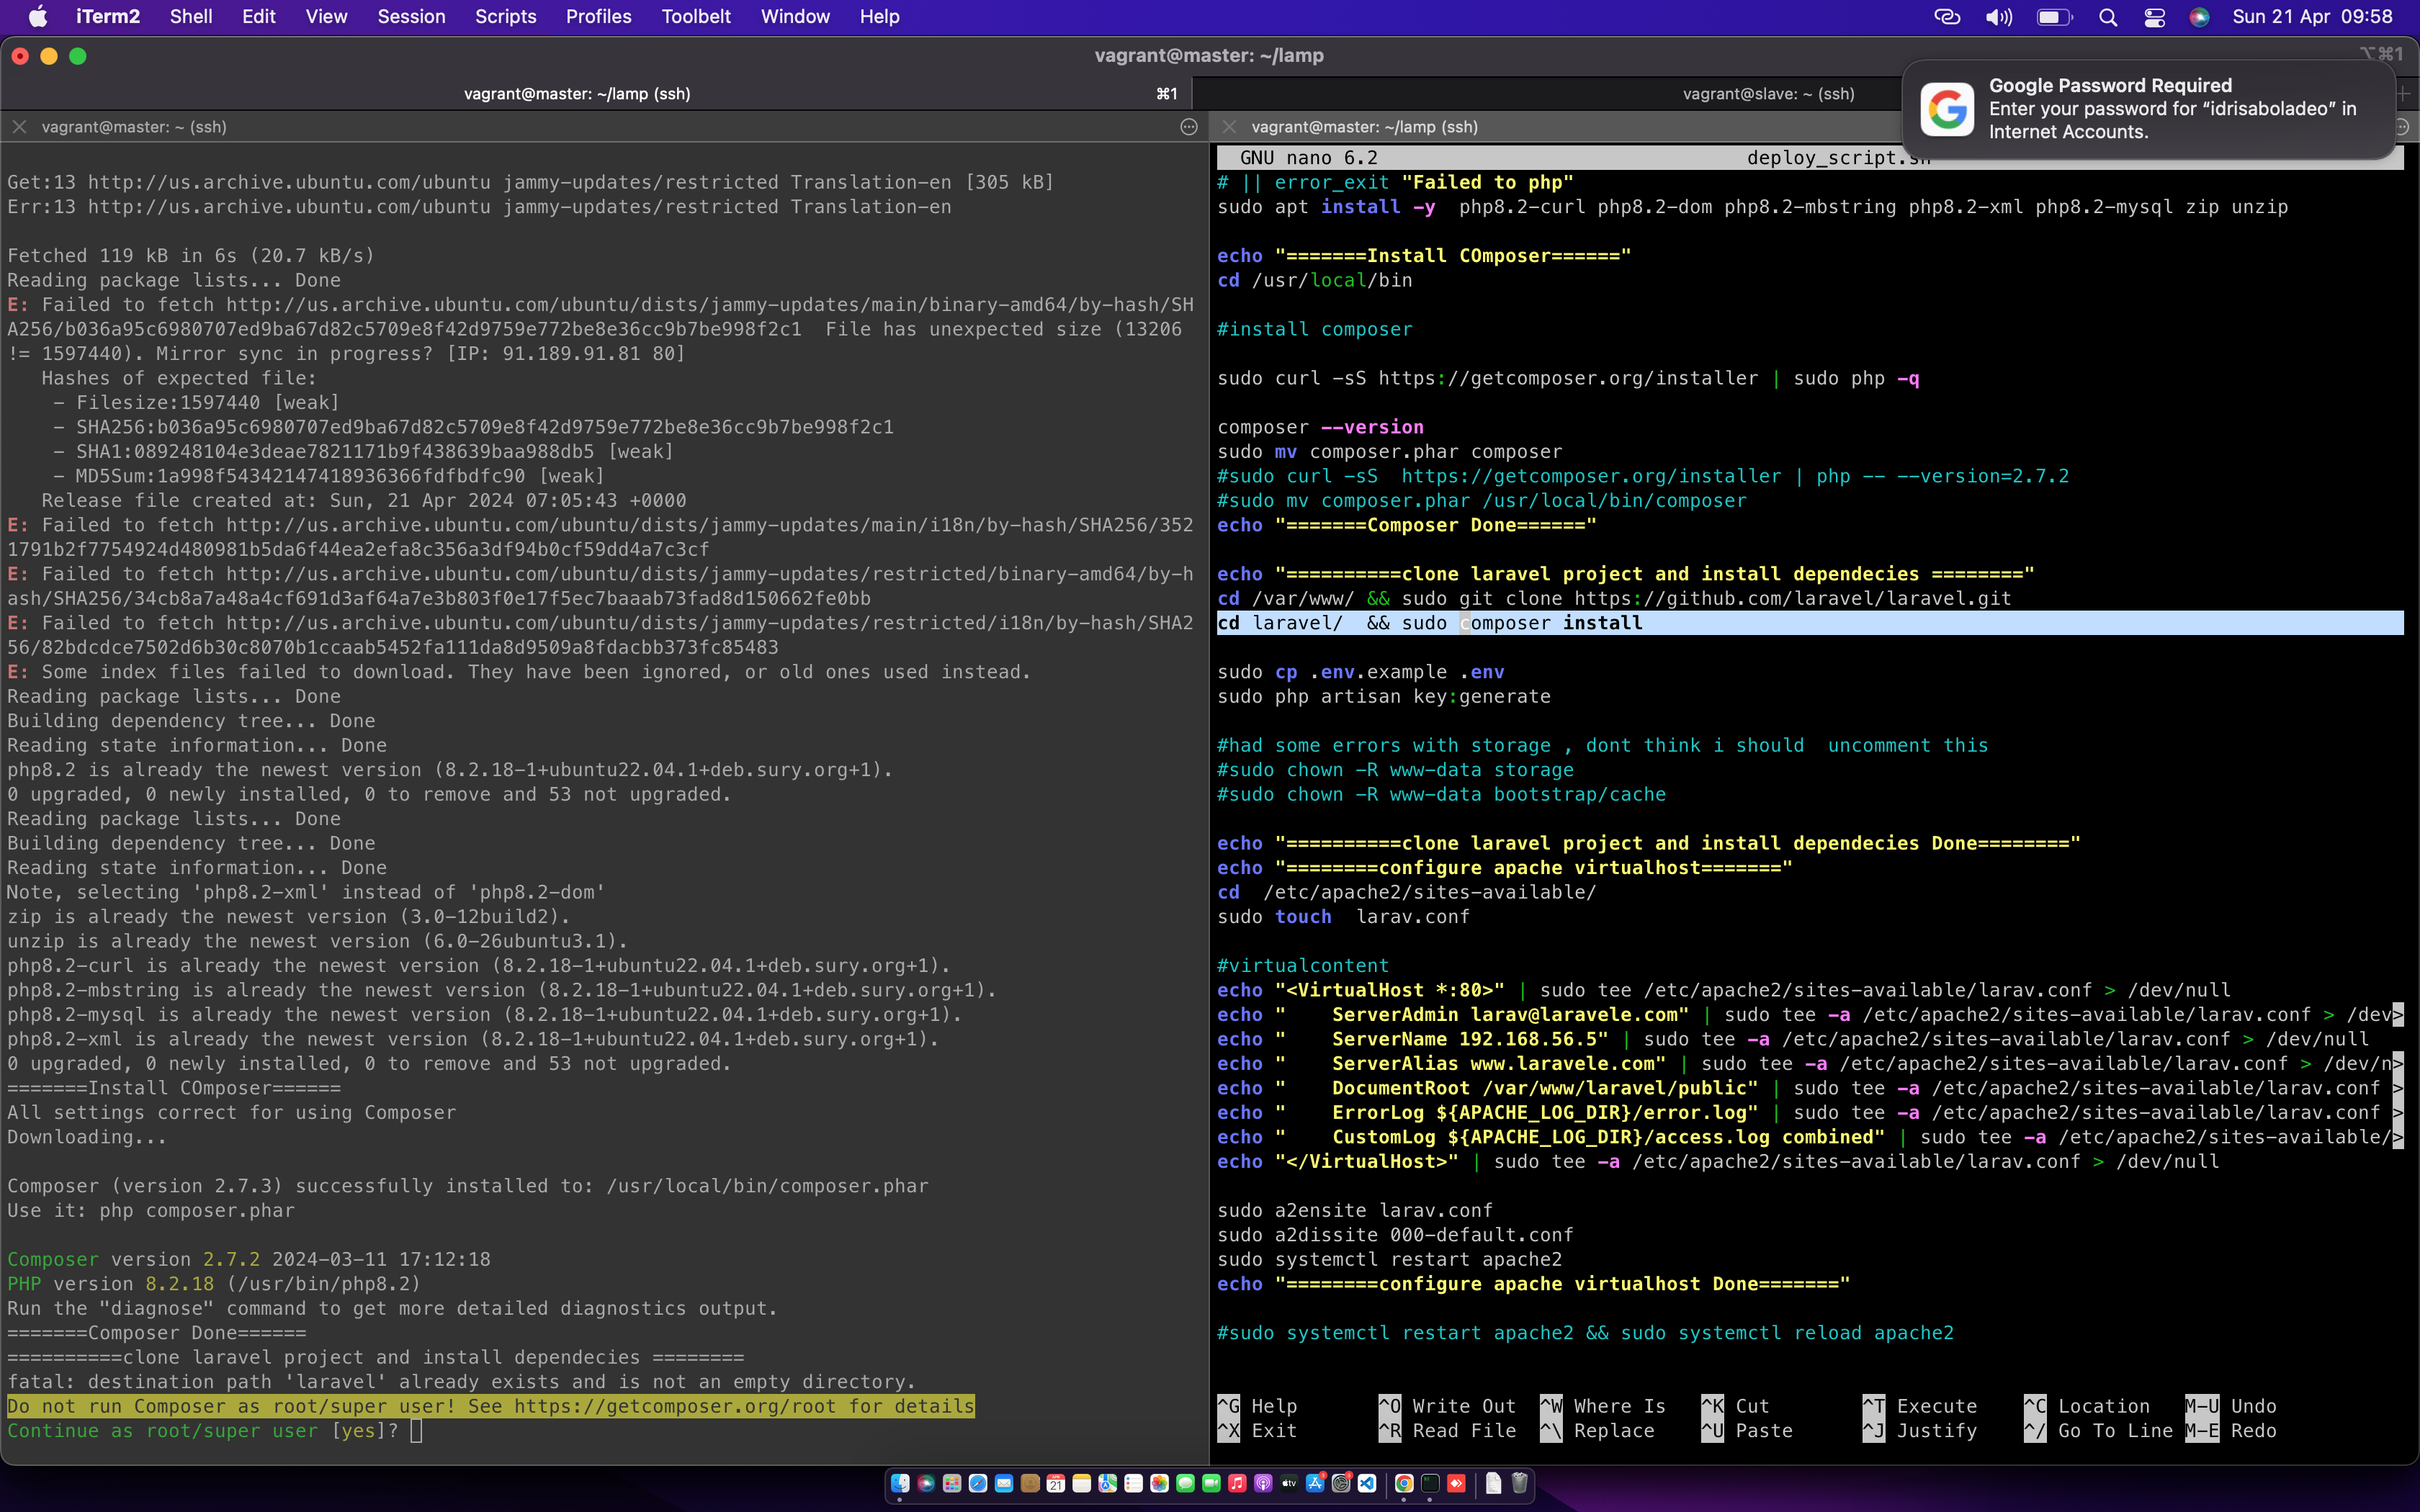 iTerm2 Shell Edit View Session Scripts Profiles Toolbelt Window Help Sun 21 Apr 09:58
vagrant@master: ~/lamp ⌥⌘1
vagrant@master: ~/lamp (ssh) ⌘1 vagrant@slave: ~ (ssh)
Google Password Required
Enter your password for “idrisaboladeo” in
Internet Accounts.
vagrant@master: ~ (ssh)
Get:13 http://us.archive.ubuntu.com/ubuntu jammy-updates/restricted Translation-en [305 kB]
Err:13 http://us.archive.ubuntu.com/ubuntu jammy-updates/restricted Translation-en
Fetched 119 kB in 6s (20.7 kB/s)
Reading package lists... Done
E: Failed to fetch http://us.archive.ubuntu.com/ubuntu/dists/jammy-updates/main/binary-amd64/by-hash/SH
A256/b036a95c6980707ed9ba67d82c5709e8f42d9759e772be8e36cc9b7be998f2c1  File has unexpected size (13206
!= 1597440). Mirror sync in progress? [IP: 91.189.91.81 80]
   Hashes of expected file:
    - Filesize:1597440 [weak]
    - SHA256:b036a95c6980707ed9ba67d82c5709e8f42d9759e772be8e36cc9b7be998f2c1
    - SHA1:089248104e3deae7821171b9f438639baa988db5 [weak]
    - MD5Sum:1a998f54342147418936366fdfbdfc90 [weak]
   Release file created at: Sun, 21 Apr 2024 07:05:43 +0000
E: Failed to fetch http://us.archive.ubuntu.com/ubuntu/dists/jammy-updates/main/i18n/by-hash/SHA256/352
1791b2f7754924d480981b5da6f44ea2efa8c356a3df94b0cf59dd4a7c3cf
E: Failed to fetch http://us.archive.ubuntu.com/ubuntu/dists/jammy-updates/restricted/binary-amd64/by-h
ash/SHA256/34cb8a7a48a4cf691d3af64a7e3b803f0e17f5ec7baaab73fad8d150662fe0bb
E: Failed to fetch http://us.archive.ubuntu.com/ubuntu/dists/jammy-updates/restricted/i18n/by-hash/SHA2
56/82bdcdce7502d6b30c8070b1ccaab5452fa111da8d9509a8fdacbb373fc85483
E: Some index files failed to download. They have been ignored, or old ones used instead.
Reading package lists... Done
Building dependency tree... Done
Reading state information... Done
php8.2 is already the newest version (8.2.18-1+ubuntu22.04.1+deb.sury.org+1).
0 upgraded, 0 newly installed, 0 to remove and 53 not upgraded.
Reading package lists... Done
Building dependency tree... Done
Reading state information... Done
Note, selecting 'php8.2-xml' instead of 'php8.2-dom'
zip is already the newest version (3.0-12build2).
unzip is already the newest version (6.0-26ubuntu3.1).
php8.2-curl is already the newest version (8.2.18-1+ubuntu22.04.1+deb.sury.org+1).
php8.2-mbstring is already the newest version (8.2.18-1+ubuntu22.04.1+deb.sury.org+1).
php8.2-mysql is already the newest version (8.2.18-1+ubuntu22.04.1+deb.sury.org+1).
php8.2-xml is already the newest version (8.2.18-1+ubuntu22.04.1+deb.sury.org+1).
0 upgraded, 0 newly installed, 0 to remove and 53 not upgraded.
=======Install COmposer======
All settings correct for using Composer
Downloading...
Composer (version 2.7.3) successfully installed to: /usr/local/bin/composer.phar
Use it: php composer.phar
Composer version 2.7.2 2024-03-11 17:12:18
PHP version 8.2.18 (/usr/bin/php8.2)
Run the "diagnose" command to get more detailed diagnostics output.
=======Composer Done======
==========clone laravel project and install dependecies ========
fatal: destination path 'laravel' already exists and is not an empty directory.
Do not run Composer as root/super user! See https://getcomposer.org/root for details
Continue as root/super user [yes]?
vagrant@master: ~/lamp (ssh)
GNU nano 6.2 deploy_script.sh
# || error_exit "Failed to php"
sudo apt install -y  php8.2-curl php8.2-dom php8.2-mbstring php8.2-xml php8.2-mysql zip unzip
echo "=======Install COmposer======"
cd /usr/local/bin
#install composer
sudo curl -sS https://getcomposer.org/installer | sudo php -q
composer --version
sudo mv composer.phar composer
#sudo curl -sS  https://getcomposer.org/installer | php -- --version=2.7.2
#sudo mv composer.phar /usr/local/bin/composer
echo "=======Composer Done======"
echo "==========clone laravel project and install dependecies ========"
cd /var/www/ && sudo git clone https://github.com/laravel/laravel.git
cd laravel/  && sudo composer install
sudo cp .env.example .env
sudo php artisan key:generate
#had some errors with storage , dont think i should  uncomment this
#sudo chown -R www-data storage
#sudo chown -R www-data bootstrap/cache
echo "==========clone laravel project and install dependecies Done========"
echo "========configure apache virtualhost======="
cd  /etc/apache2/sites-available/
sudo touch  larav.conf
#virtualcontent
echo "<VirtualHost *:80>" | sudo tee /etc/apache2/sites-available/larav.conf > /dev/null
echo "    ServerAdmin larav@laravele.com" | sudo tee -a /etc/apache2/sites-available/larav.conf > /dev>
echo "    ServerName 192.168.56.5" | sudo tee -a /etc/apache2/sites-available/larav.conf > /dev/null
echo "    ServerAlias www.laravele.com" | sudo tee -a /etc/apache2/sites-available/larav.conf > /dev/n>
echo "    DocumentRoot /var/www/laravel/public" | sudo tee -a /etc/apache2/sites-available/larav.conf >
echo "    ErrorLog ${APACHE_LOG_DIR}/error.log" | sudo tee -a /etc/apache2/sites-available/larav.conf >
echo "    CustomLog ${APACHE_LOG_DIR}/access.log combined" | sudo tee -a /etc/apache2/sites-available/>
echo "</VirtualHost>" | sudo tee -a /etc/apache2/sites-available/larav.conf > /dev/null
sudo a2ensite larav.conf
sudo a2dissite 000-default.conf
sudo systemctl restart apache2
echo "========configure apache virtualhost Done======="
#sudo systemctl restart apache2 && sudo systemctl reload apache2
^G Help ^O Write Out ^W Where Is ^K Cut ^T Execute ^C Location M-U Undo
^X Exit ^R Read File ^\ Replace ^U Paste ^J Justify ^/ Go To Line M-E Redo
21 tv